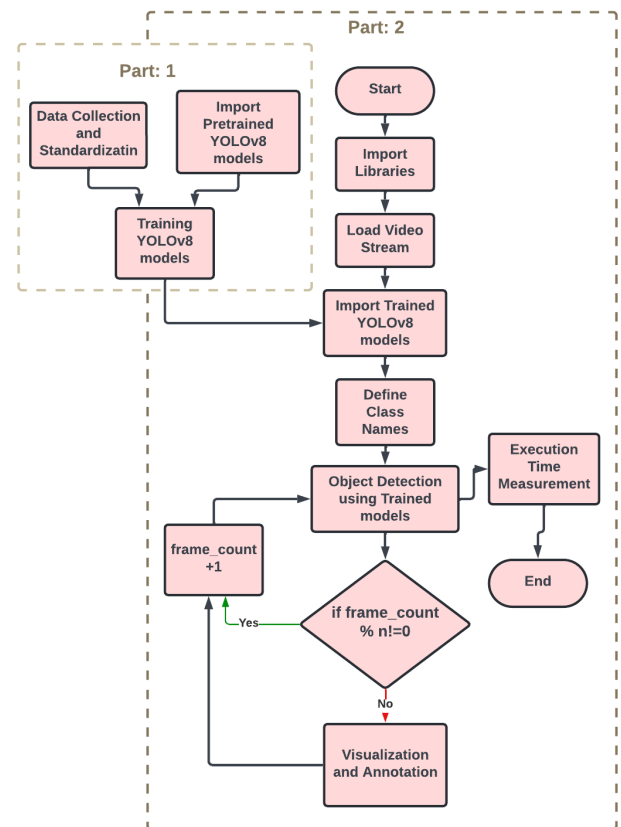 Part: 2
Part: 1
Data Collection
and
Standardizatin
Import
Pretrained
YOLOv8
models
Training
YOLOv8
models
Start
Import
Libraries
Load Video
Stream
Import Trained
YOLOv8
models
Define
Class
Names
Object Detection
using Trained
models
Execution
Time
Measurement
End
frame_count
+1
if frame_count
% n!=0
Yes
No
Visualization
and Annotation